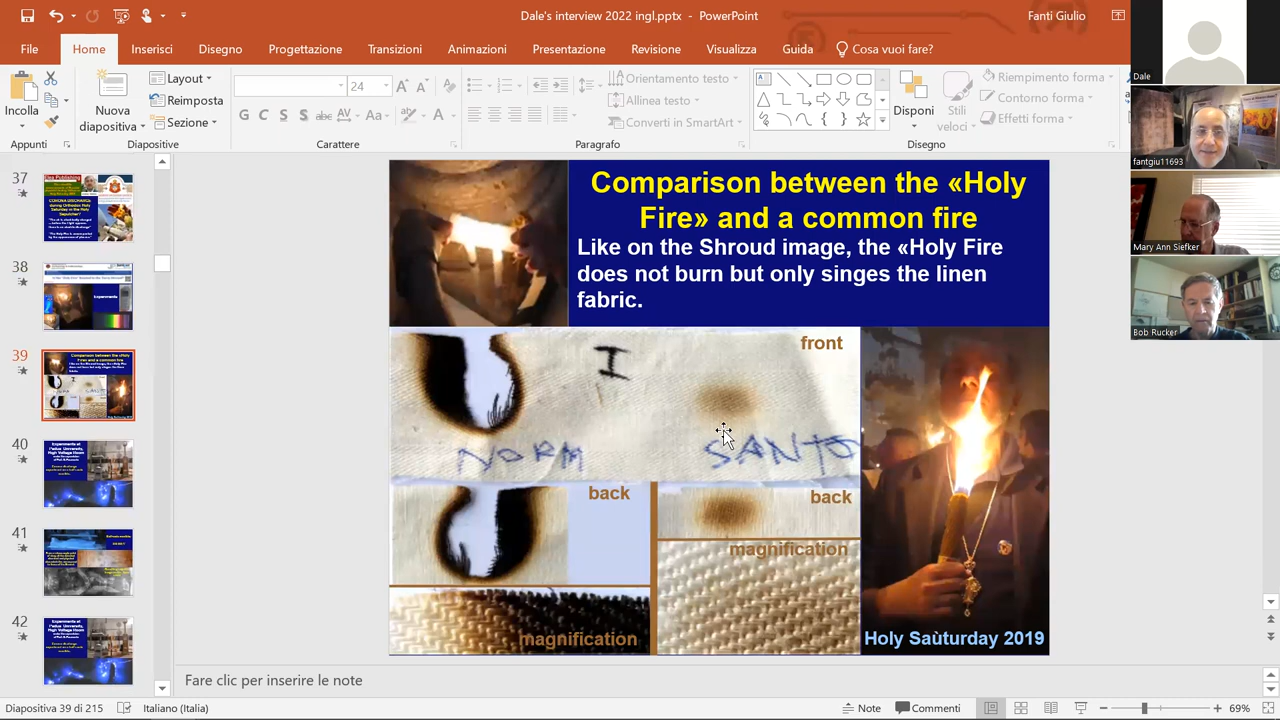 Dale's interview 2022 ingl.pptx - PowerPoint
Fanti Giulio
File Home Inserisci Disegno Progettazione Transizioni Animazioni Presentazione Revisione Visualizza Guida Cosa vuoi fare?
Incolla
Appunti
Nuova diapositiva
Layout
Reimposta
Sezione
Diapositive
24
G C S S abc AV Aa
Carattere
Orientamento testo
Allinea testo
Converti in SmartArt
Paragrafo
Disponi
Stili veloci
Riempimento forma
Contorno forma
Effetti forma
Disegno
Dale
fantgiu11693
Mary Ann Siefker
Bob Rucker
37
38
39
40
41
42
Comparison between the «Holy
Fire» and a common fire
Like on the Shroud image, the «Holy Fire
does not burn but only singes the linen
fabric.
front
I
back
back
magnification
magnification
Holy Saturday 2019
Fare clic per inserire le note
Diapositiva 39 di 215
Italiano (Italia)
Note
Commenti
69%